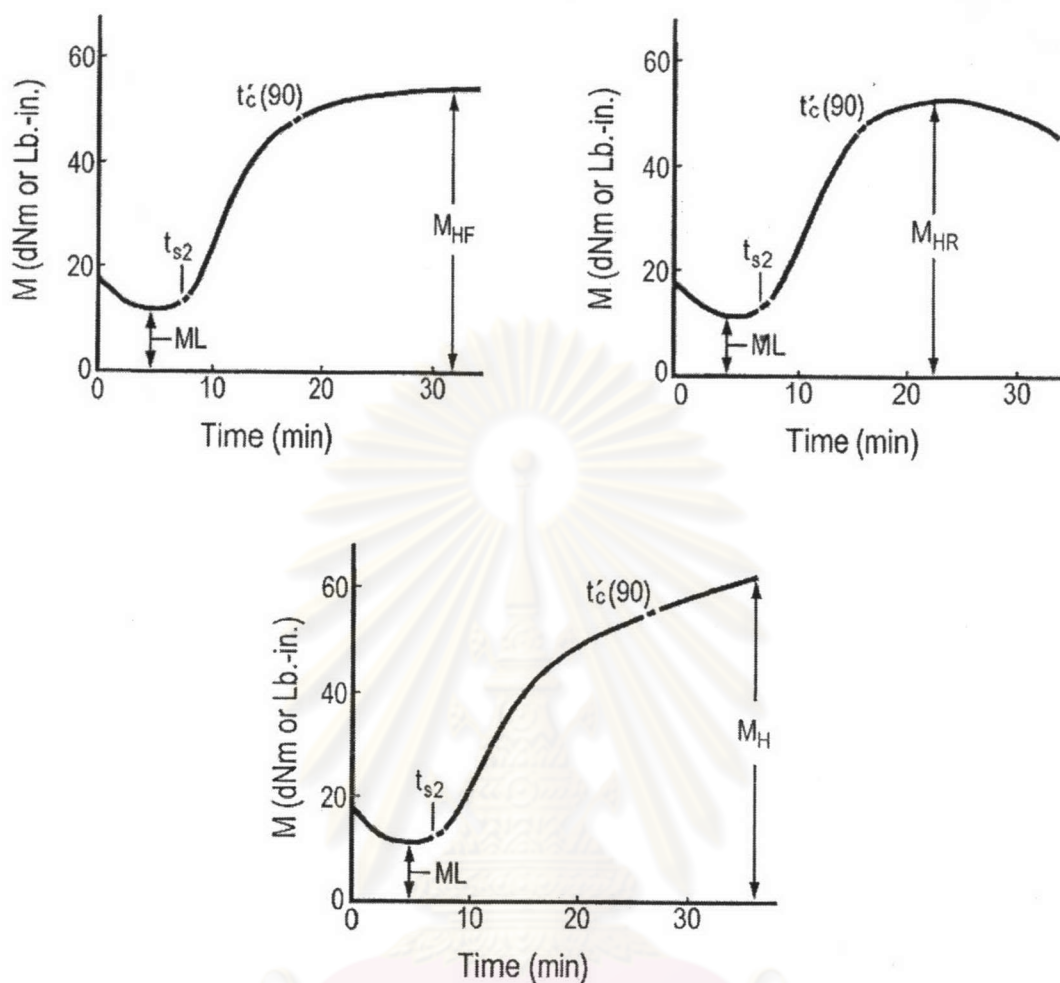 M (dNm or Lb.-in.)
60
40
20
0
t′c(90)
ts2
ML
MHF
0 10 20 30
Time (min)
M (dNm or Lb.-in.)
60
40
20
0
t′c(90)
ts2
ML
MHR
0 10 20 30
Time (min)
M (dNm or Lb.-in.)
60
40
20
0
t′c(90)
ts2
ML
MH
0 10 20 30
Time (min)